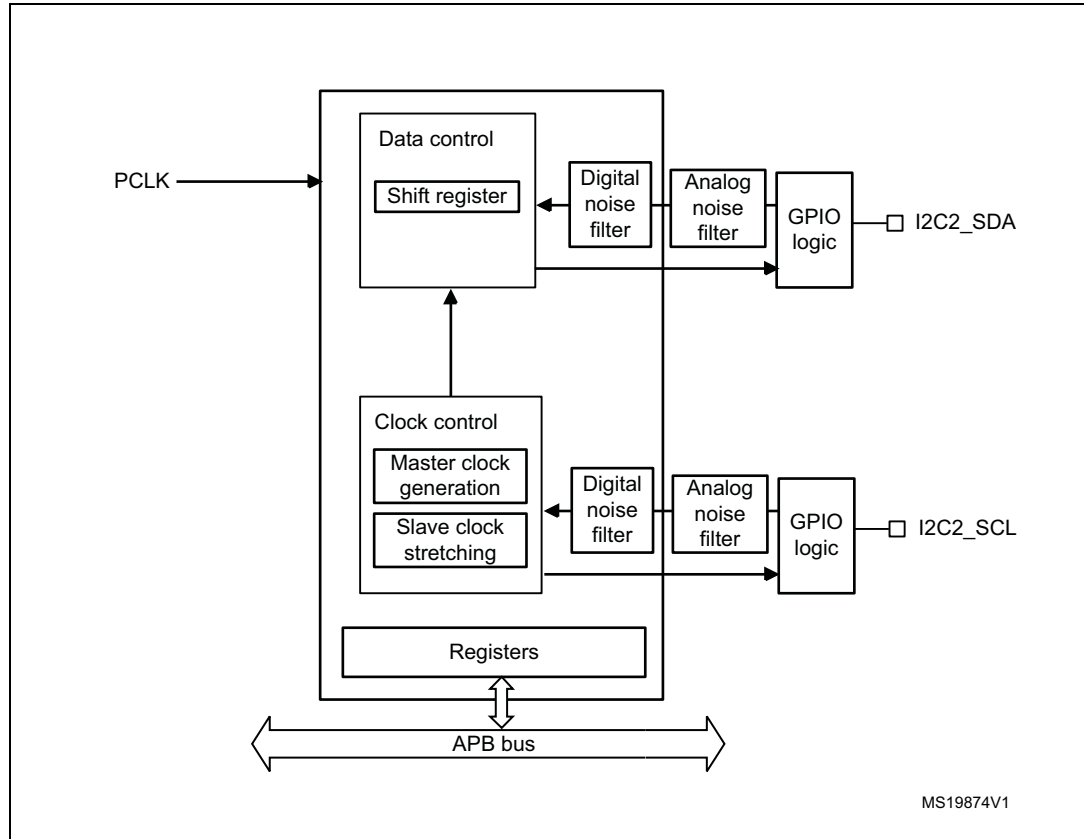 Data control
PCLK
Shift register
Digital
noise
filter
Analog
noise
filter
GPIO
logic
I2C2_SDA
Clock control
Master clock
generation
Slave clock
stretching
Digital
noise
filter
Analog
noise
filter
GPIO
logic
I2C2_SCL
Registers
APB bus
MS19874V1